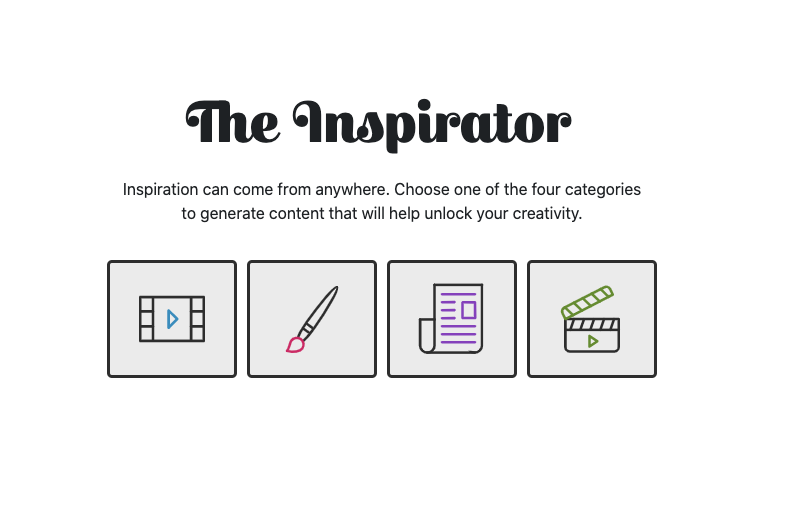 The Inspirator
Inspiration can come from anywhere. Choose one of the four categories
to generate content that will help unlock your creativity.